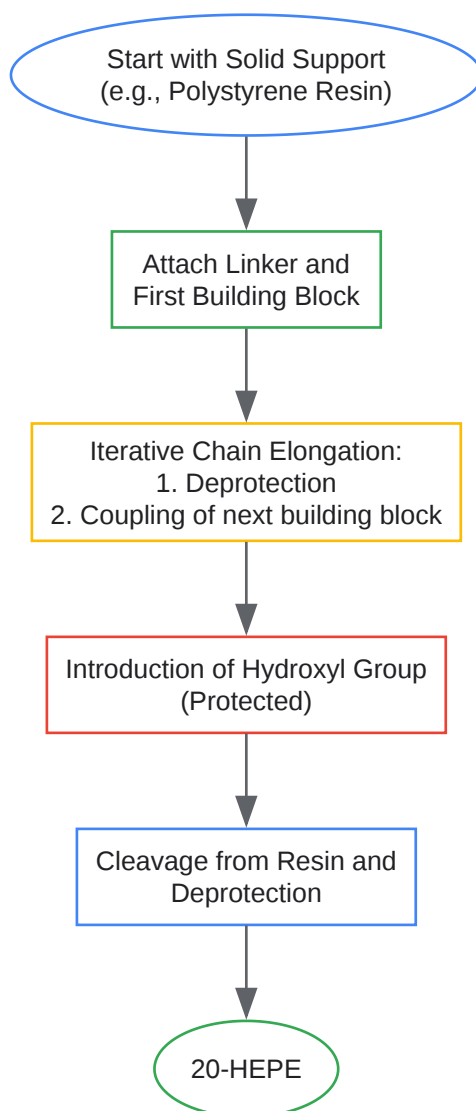 Start with Solid Support
(e.g., Polystyrene Resin)
Attach Linker and
First Building Block
Iterative Chain Elongation:
1. Deprotection
2. Coupling of next building block
Introduction of Hydroxyl Group
(Protected)
Cleavage from Resin and
Deprotection
20-HEPE